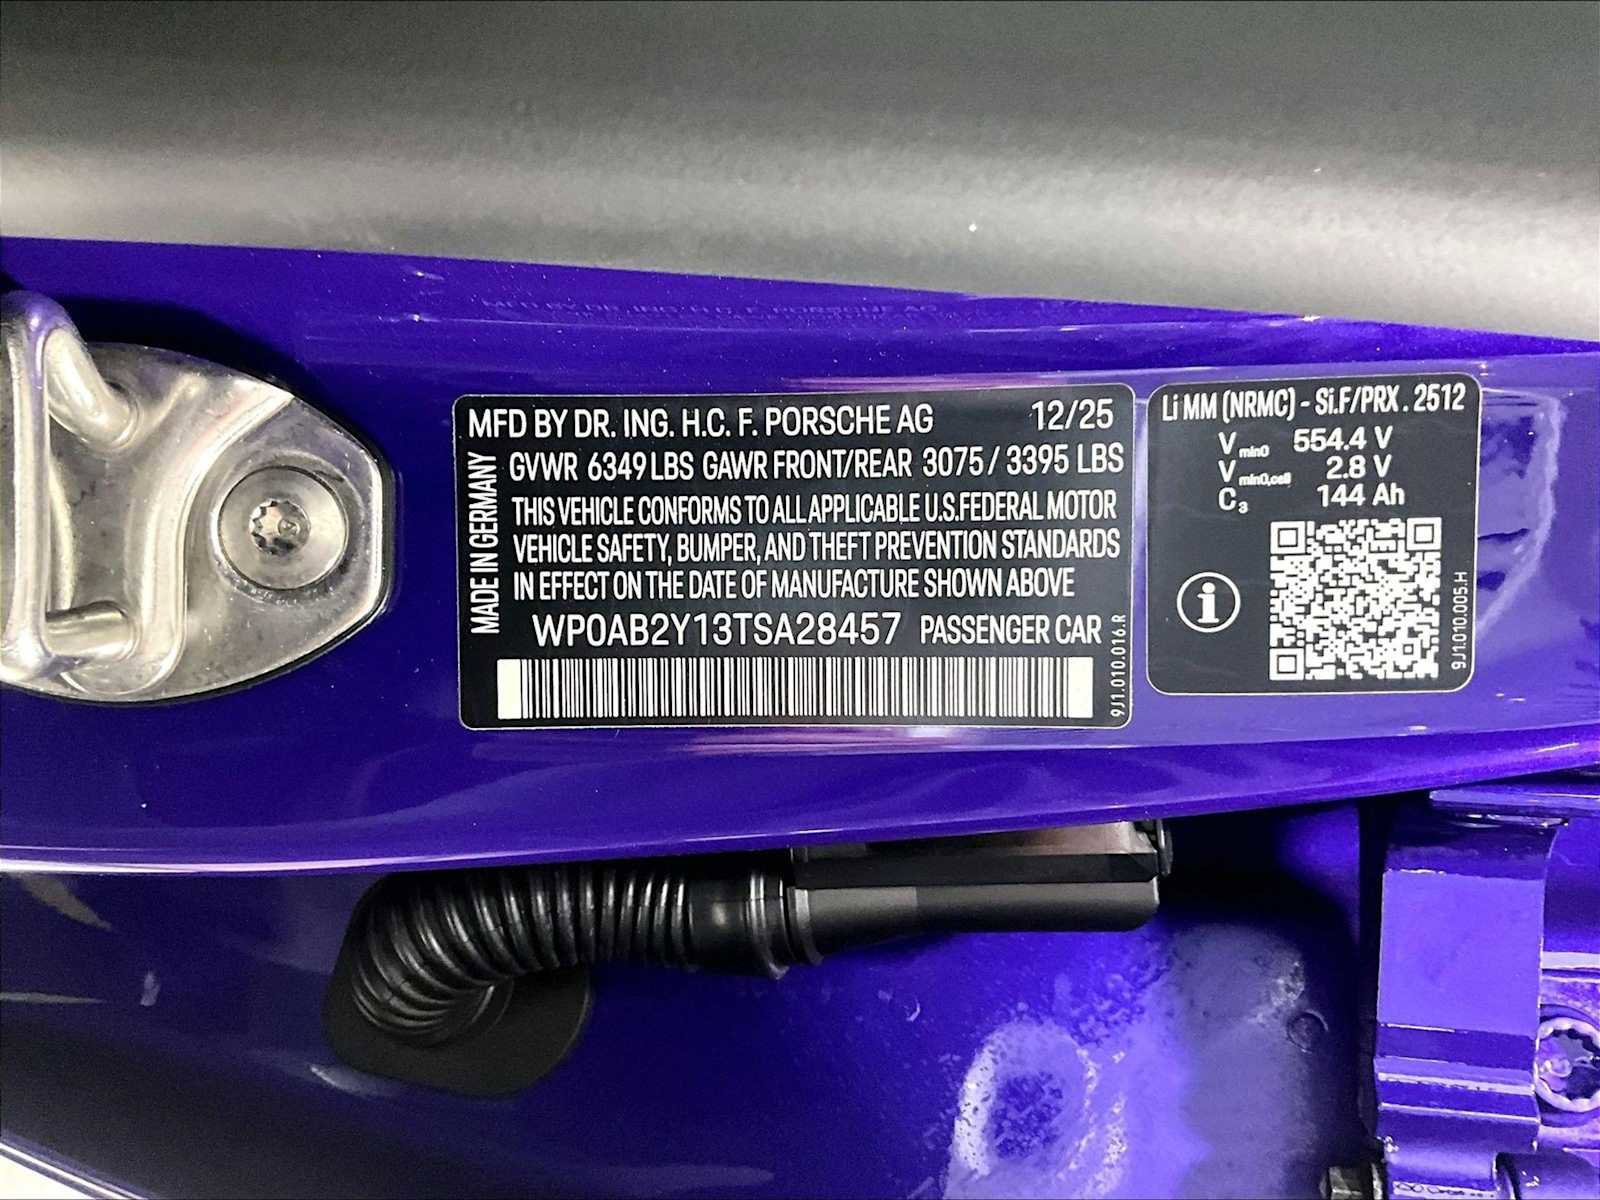 MFD BY DR. ING. H.C. F. PORSCHE AG 12/25
GVWR 6349 LBS GAWR FRONT/REAR 3075 / 3395 LBS
THIS VEHICLE CONFORMS TO ALL APPLICABLE U.S.FEDERAL MOTOR
VEHICLE SAFETY, BUMPER, AND THEFT PREVENTION STANDARDS
IN EFFECT ON THE DATE OF MANUFACTURE SHOWN ABOVE
WP0AB2Y13TSA28457 PASSENGER CAR
MADE IN GERMANY
9J1.010.016.R
Li MM (NRMC) - Si.F/PRX . 2512
V min0 554.4 V
V min0,cell 2.8 V
C3 144 Ah
i
9J1.010.005.H